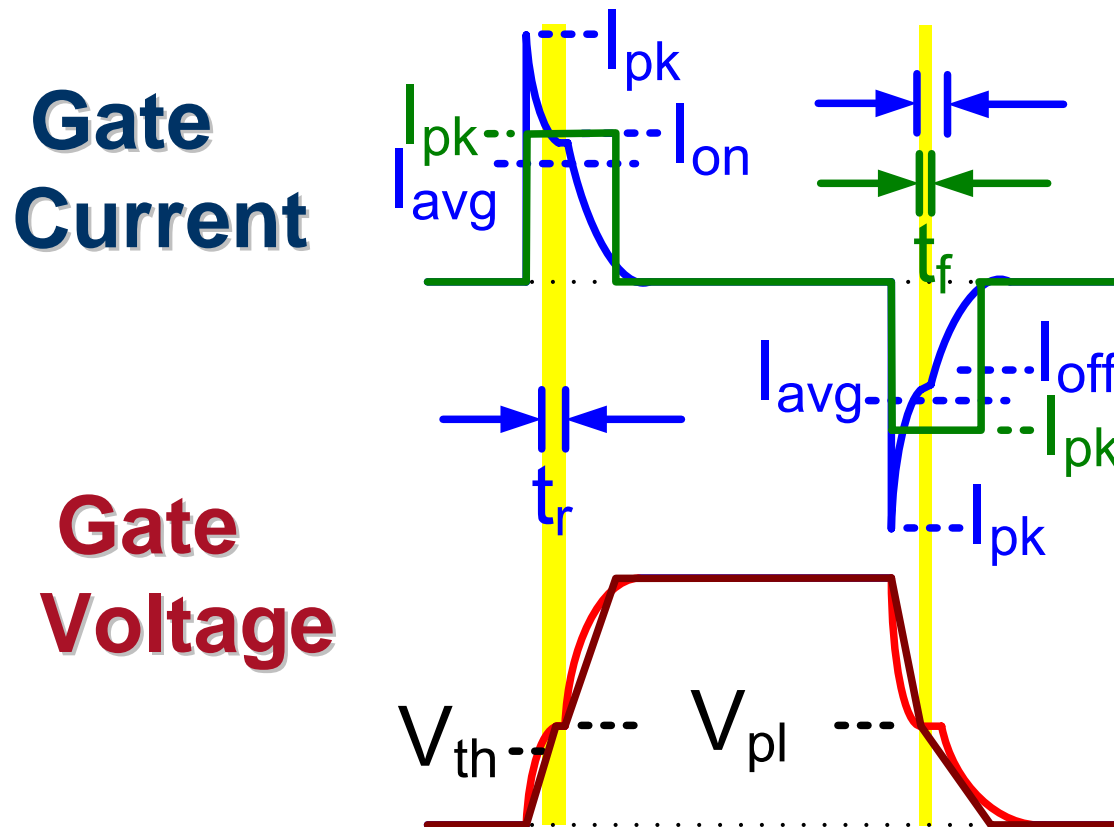 Gate
Current
Ipk
Ipk
Ion
Iavg
tf
Iavg
Ioff
Ipk
tr
Ipk
Gate
Voltage
Vth
Vpl